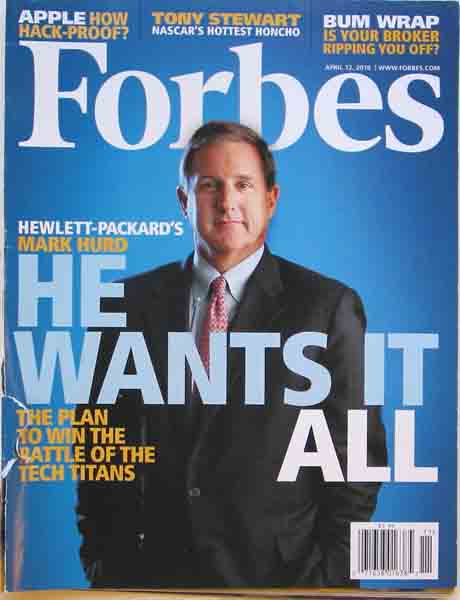 APPLE HOW
HACK-PROOF?
TONY STEWART
NASCAR'S HOTTEST HONCHO
BUM WRAP
IS YOUR BROKER
RIPPING YOU OFF?
APRIL 12, 2010 | WWW.FORBES.COM
Forbes
HEWLETT-PACKARD'S
MARK HURD
HE
WANTS IT
ALL
THE PLAN
TO WIN THE
BATTLE OF THE
TECH TITANS